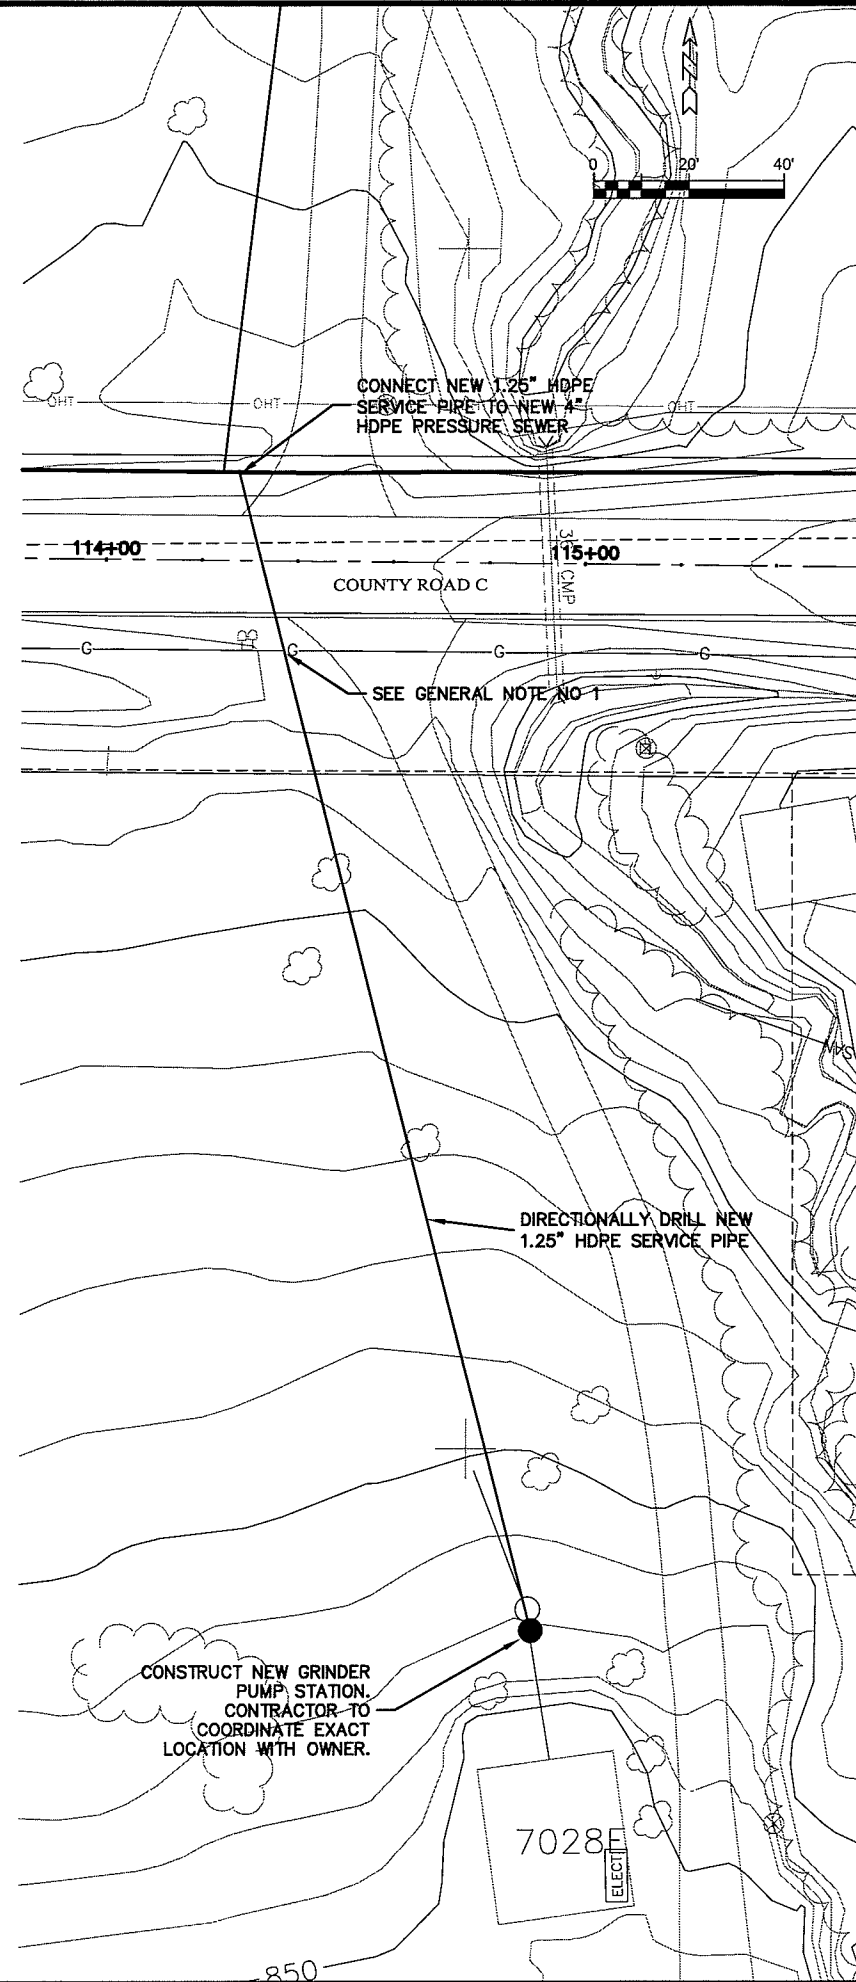 N
0 20' 40'
CONNECT NEW 1.25" HDPE
SERVICE PIPE TO NEW 4"
HDPE PRESSURE SEWER
OHT OHT OHT
114+00 115+00
36" CMP
COUNTY ROAD C
G G G G
SEE GENERAL NOTE NO 1
SAN
DIRECTIONALLY DRILL NEW
1.25" HDPE SERVICE PIPE
CONSTRUCT NEW GRINDER
PUMP STATION.
CONTRACTOR TO
COORDINATE EXACT
LOCATION WITH OWNER.
7028E
ELECT
850